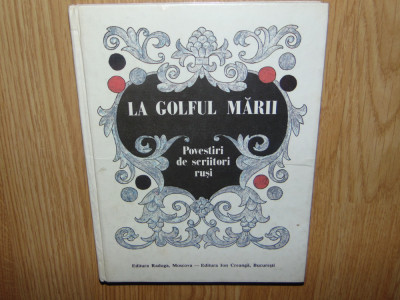 LA GOLFUL MĂRII
Povestiri
de scriitori
ruşi
Editura Raduga, Moscova — Editura Ion Creangă, Bucureşti